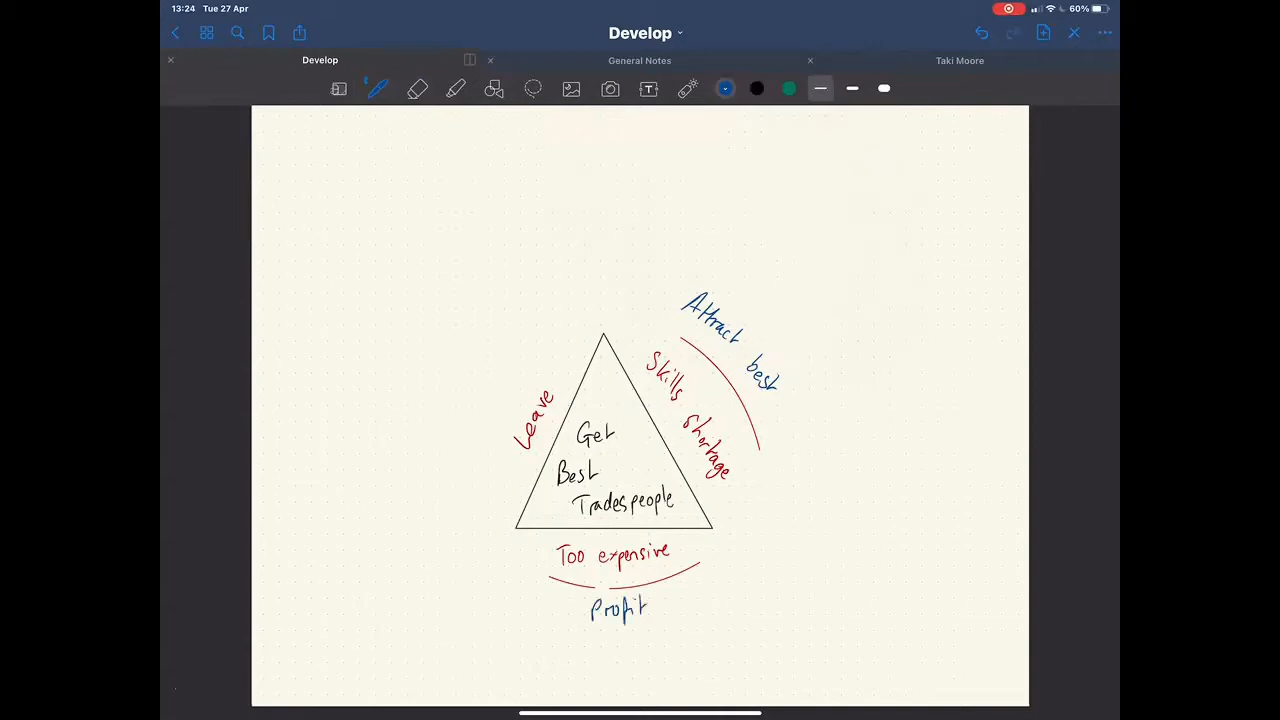 13:24 Tue 27 Apr
60%
Develop
Develop
General Notes
Taki Moore
T
Attract best
Skills shortage
Leave
Get
Best
Tradespeople
Too expensive
Profit